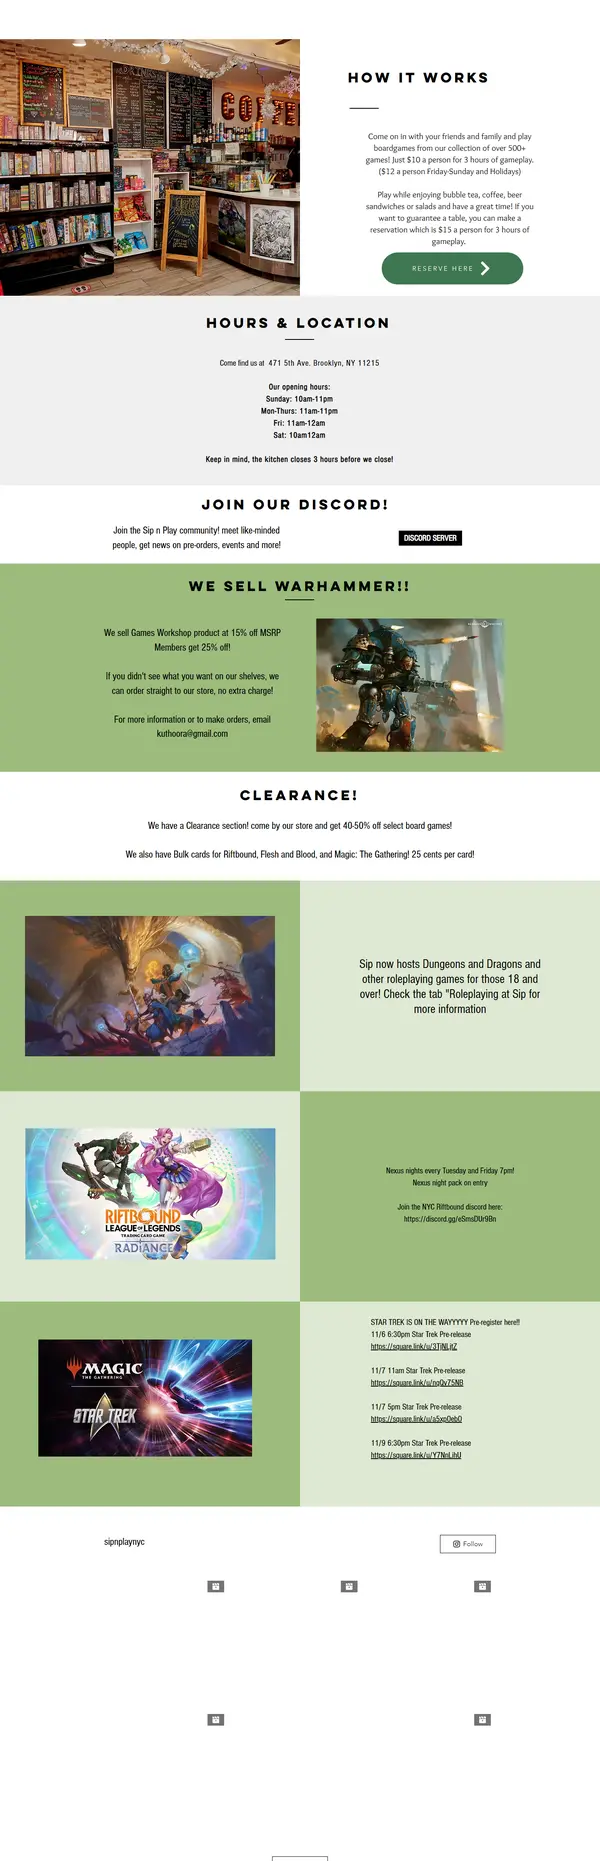 COFFEE
HOW IT WORKS
Come on in with your friends and family and play
boardgames from our collection of over 500+
games! Just $10 a person for 3 hours of gameplay.
($12 a person Friday-Sunday and Holidays)
Play while enjoying bubble tea, coffee, beer
sandwiches or salads and have a great time! If you
want to guarantee a table, you can make a
reservation which is $15 a person for 3 hours of
gameplay.
RESERVE HERE
HOURS & LOCATION
Come find us at 471 5th Ave. Brooklyn, NY 11215
Our opening hours:
Sunday: 10am-11pm
Mon-Thurs: 11am-11pm
Fri: 11am-12am
Sat: 10am12am
Keep in mind, the kitchen closes 3 hours before we close!
JOIN OUR DISCORD!
Join the Sip n Play community! meet like-minded
people, get news on pre-orders, events and more!
DISCORD SERVER
WE SELL WARHAMMER!!
We sell Games Workshop product at 15% off MSRP
Members get 25% off!
If you didn't see what you want on our shelves, we
can order straight to our store, no extra charge!
For more information or to make orders, email
kuthoora@gmail.com
CLEARANCE!
We have a Clearance section! come by our store and get 40-50% off select board games!
We also have Bulk cards for Riftbound, Flesh and Blood, and Magic: The Gathering! 25 cents per card!
Sip now hosts Dungeons and Dragons and
other roleplaying games for those 18 and
over! Check the tab "Roleplaying at Sip for
more information
RIFTBOUND
LEAGUE OF LEGENDS
TRADING CARD GAME
RADIANCE
Nexus nights every Tuesday and Friday 7pm!
Nexus night pack on entry
Join the NYC Riftbound discord here:
https://discord.gg/eSmsDUr9Bn
MAGIC
THE GATHERING
STAR TREK
STAR TREK IS ON THE WAYYYYY Pre-register here!!
11/6 6:30pm Star Trek Pre-release
https://square.link/u/3TjNLjtZ
11/7 11am Star Trek Pre-release
https://square.link/u/nqQv75NB
11/7 5pm Star Trek Pre-release
https://square.link/u/a5xp0ebO
11/9 6:30pm Star Trek Pre-release
https://square.link/u/Y7NnLihU
sipnplaynyc
Follow